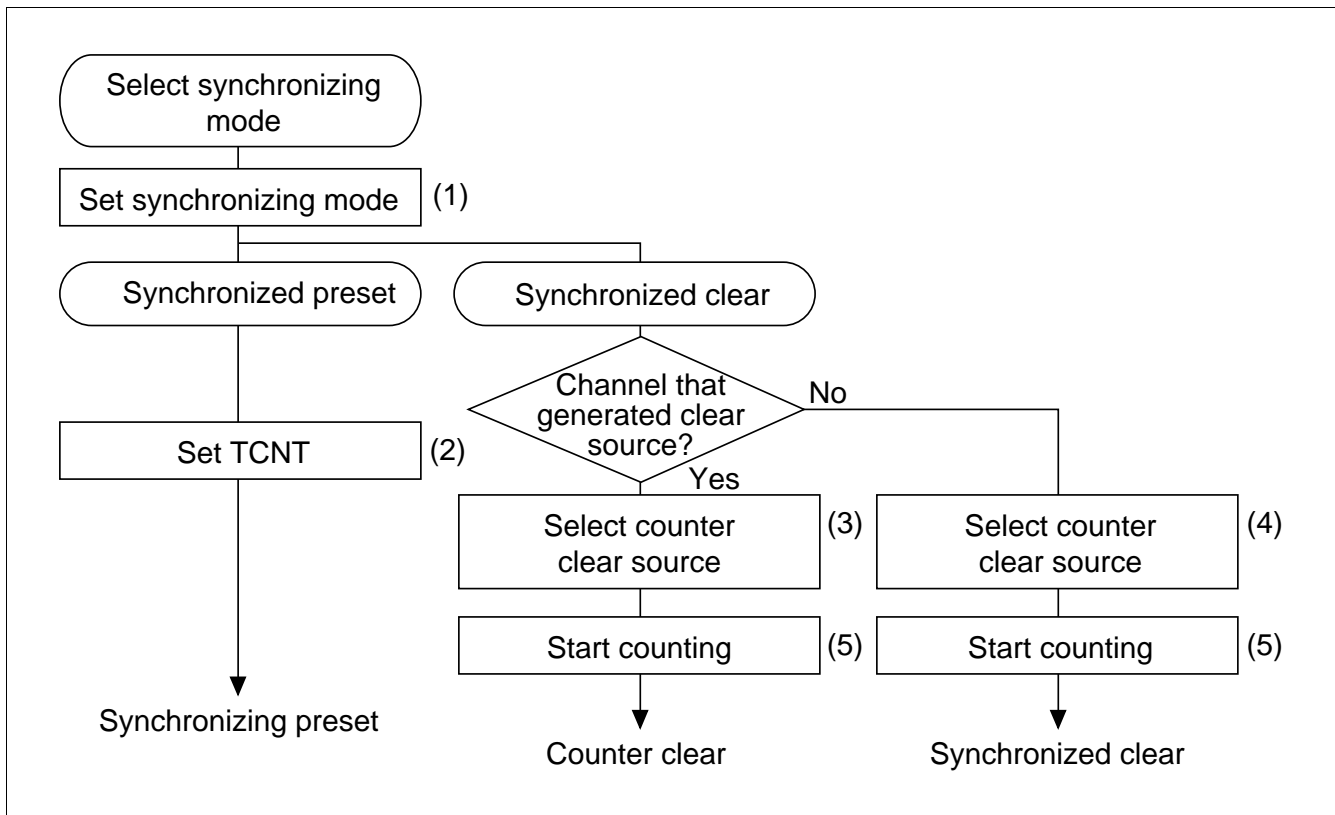 Select synchronizing
mode
Set synchronizing mode
(1)
Synchronized preset
Synchronized clear
Channel that
generated clear
source?
No
Set TCNT
(2)
Yes
Select counter
clear source
(3)
Select counter
clear source
(4)
Start counting
(5)
Start counting
(5)
Synchronizing preset
Counter clear
Synchronized clear